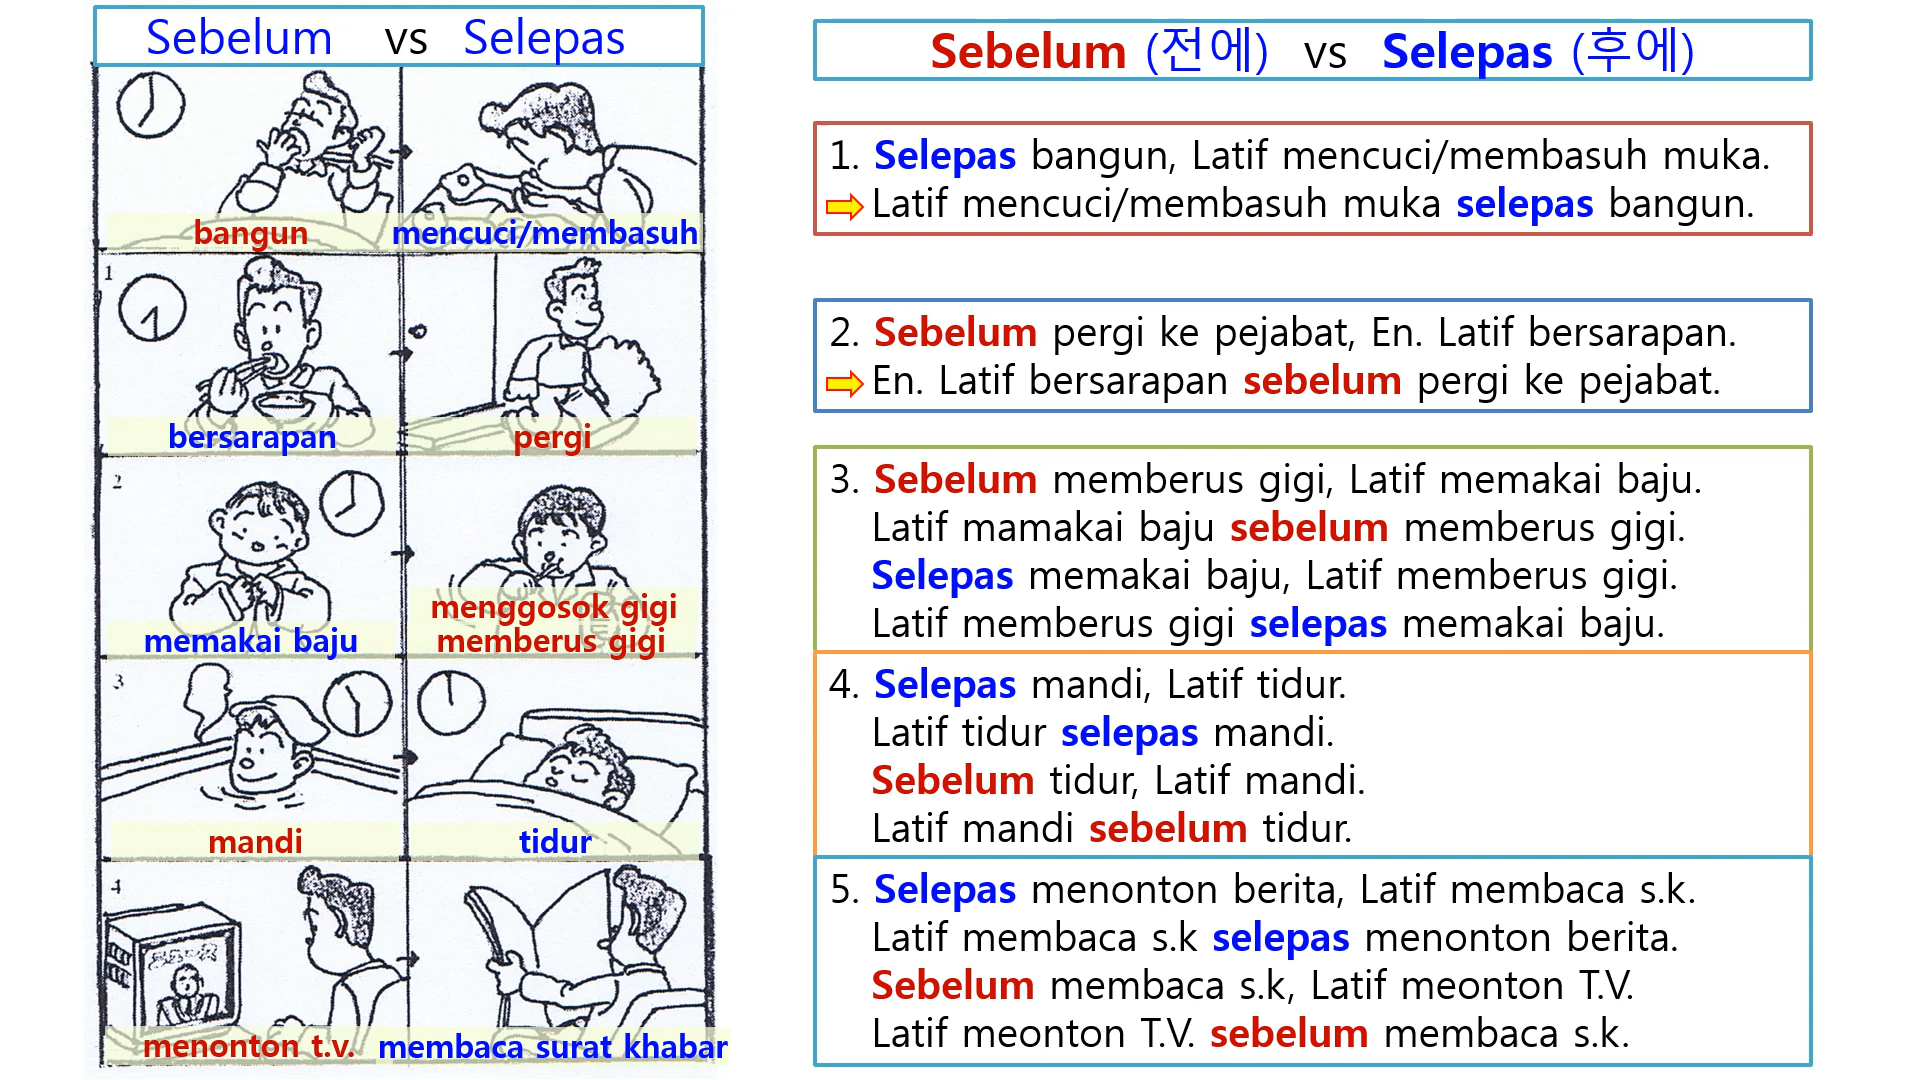 Sebelum vs Selepas
bangun
mencuci/membasuh
1
bersarapan
pergi
2
memakai baju
menggosok gigi
memberus gigi
3
mandi
tidur
4
menonton t.v.
membaca surat khabar
Sebelum (전에) vs Selepas (후에)
1. Selepas bangun, Latif mencuci/membasuh muka.
Latif mencuci/membasuh muka selepas bangun.
2. Sebelum pergi ke pejabat, En. Latif bersarapan.
En. Latif bersarapan sebelum pergi ke pejabat.
3. Sebelum memberus gigi, Latif memakai baju.
Latif mamakai baju sebelum memberus gigi.
Selepas memakai baju, Latif memberus gigi.
Latif memberus gigi selepas memakai baju.
4. Selepas mandi, Latif tidur.
Latif tidur selepas mandi.
Sebelum tidur, Latif mandi.
Latif mandi sebelum tidur.
5. Selepas menonton berita, Latif membaca s.k.
Latif membaca s.k selepas menonton berita.
Sebelum membaca s.k, Latif meonton T.V.
Latif meonton T.V. sebelum membaca s.k.